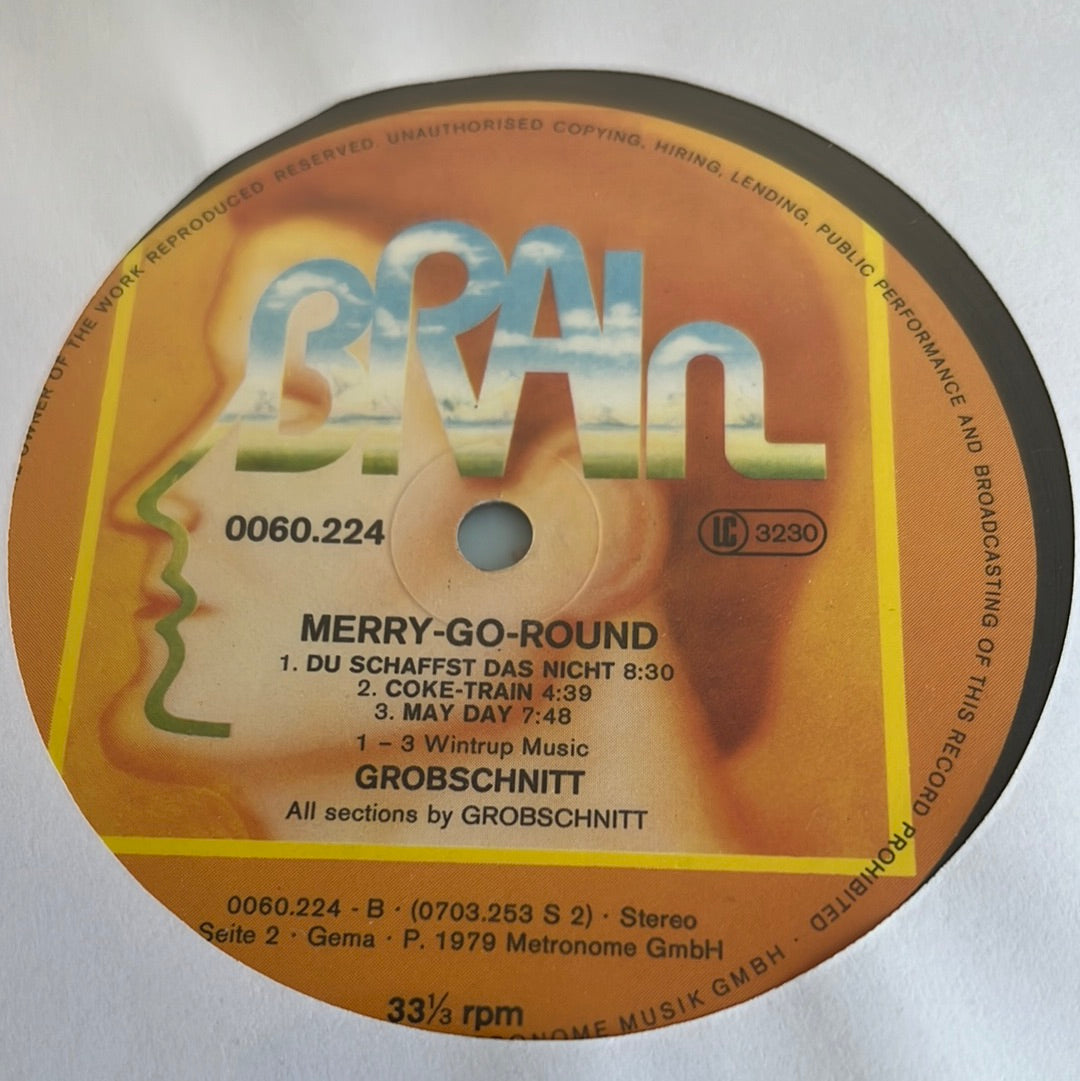 OWNER OF THE WORK REPRODUCED RESERVED. UNAUTHORISED COPYING, HIRING, LENDING, PUBLIC PERFORMANCE AND BROADCASTING OF THIS RECORD PROHIBITED ·
BRAIn
0060.224
LC 3230
MERRY-GO-ROUND
1. DU SCHAFFST DAS NICHT 8:30
2. COKE-TRAIN 4:39
3. MAY DAY 7:48
1 – 3 Wintrup Music
GROBSCHNITT
All sections by GROBSCHNITT
0060.224 - B · (0703.253 S 2) · Stereo
Seite 2 · Gema · P. 1979 Metronome GmbH
33⅓ rpm
MUSIK GMBH ·